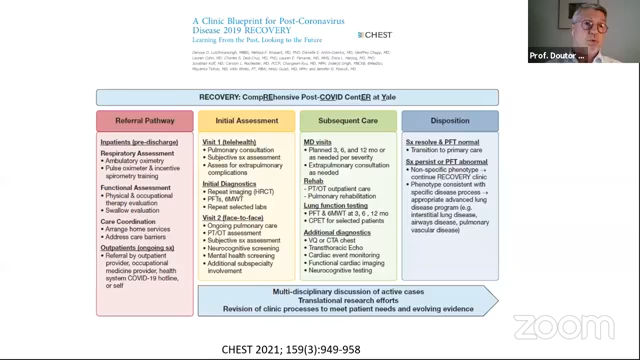 A Clinic Blueprint for Post-Coronavirus
Disease 2019 RECOVERY
Learning From the Past, Looking to the Future
CHEST
Prof. Doutor ...
RECOVERY: CompREhensive Post-COVid CentER at Yale
Referral Pathway
Inpatients (pre-discharge)
Respiratory Assessment
• Ambulatory oximetry
• Pulse oximeter & incentive
spirometry training
Functional Assessment
• Physical & occupational
therapy evaluation
• Swallow evaluation
Care Coordination
• Arrange home services
• Address care barriers
Outpatients (ongoing sx)
• Referral by outpatient
provider, occupational
medicine provider, health
system COVID-19 hotline,
or self
Initial Assessment
Visit 1 (telehealth)
• Pulmonary consultation
• Subjective sx assessment
• Assess for extrapulmonary
complications
Initial Diagnostics
• Repeat imaging (HRCT)
• PFTs, 6MWT
• Repeat selected labs
Visit 2 (face-to-face)
• Ongoing pulmonary care
• PT/OT assessment
• Subjective sx assessment
• Neurocognitive screening
• Mental health screening
• Additional subspecialty
involvement
Subsequent Care
MD visits
• Planned 3, 6, and 12 mo or
as needed per severity
• Extrapulmonary consultation
as needed
Rehab
- PT/OT outpatient care
- Pulmonary rehabilitation
Lung function testing
• PFT & 6MWT at 3, 6, 12 mo
• CPET for selected patients
Additional diagnostics
• VQ or CTA chest
• Transthoracic Echo
• Cardiac event monitoring
• Functional cardiac imaging
• Neurocognitive testing
Disposition
Sx resolve & PFT normal
• Transition to primary care
Sx persist or PFT abnormal
• Non-specific phenotype →
continue RECOVERY clinic
• Phenotype consistent with
specific disease process →
appropriate advanced lung
disease program (e.g.
interstitial lung disease,
airways disease, pulmonary
vascular disease)
Multi-disciplinary discussion of active cases
Translational research efforts
Revision of clinic processes to meet patient needs and evolving evidence
CHEST 2021; 159(3):949-958
zoom